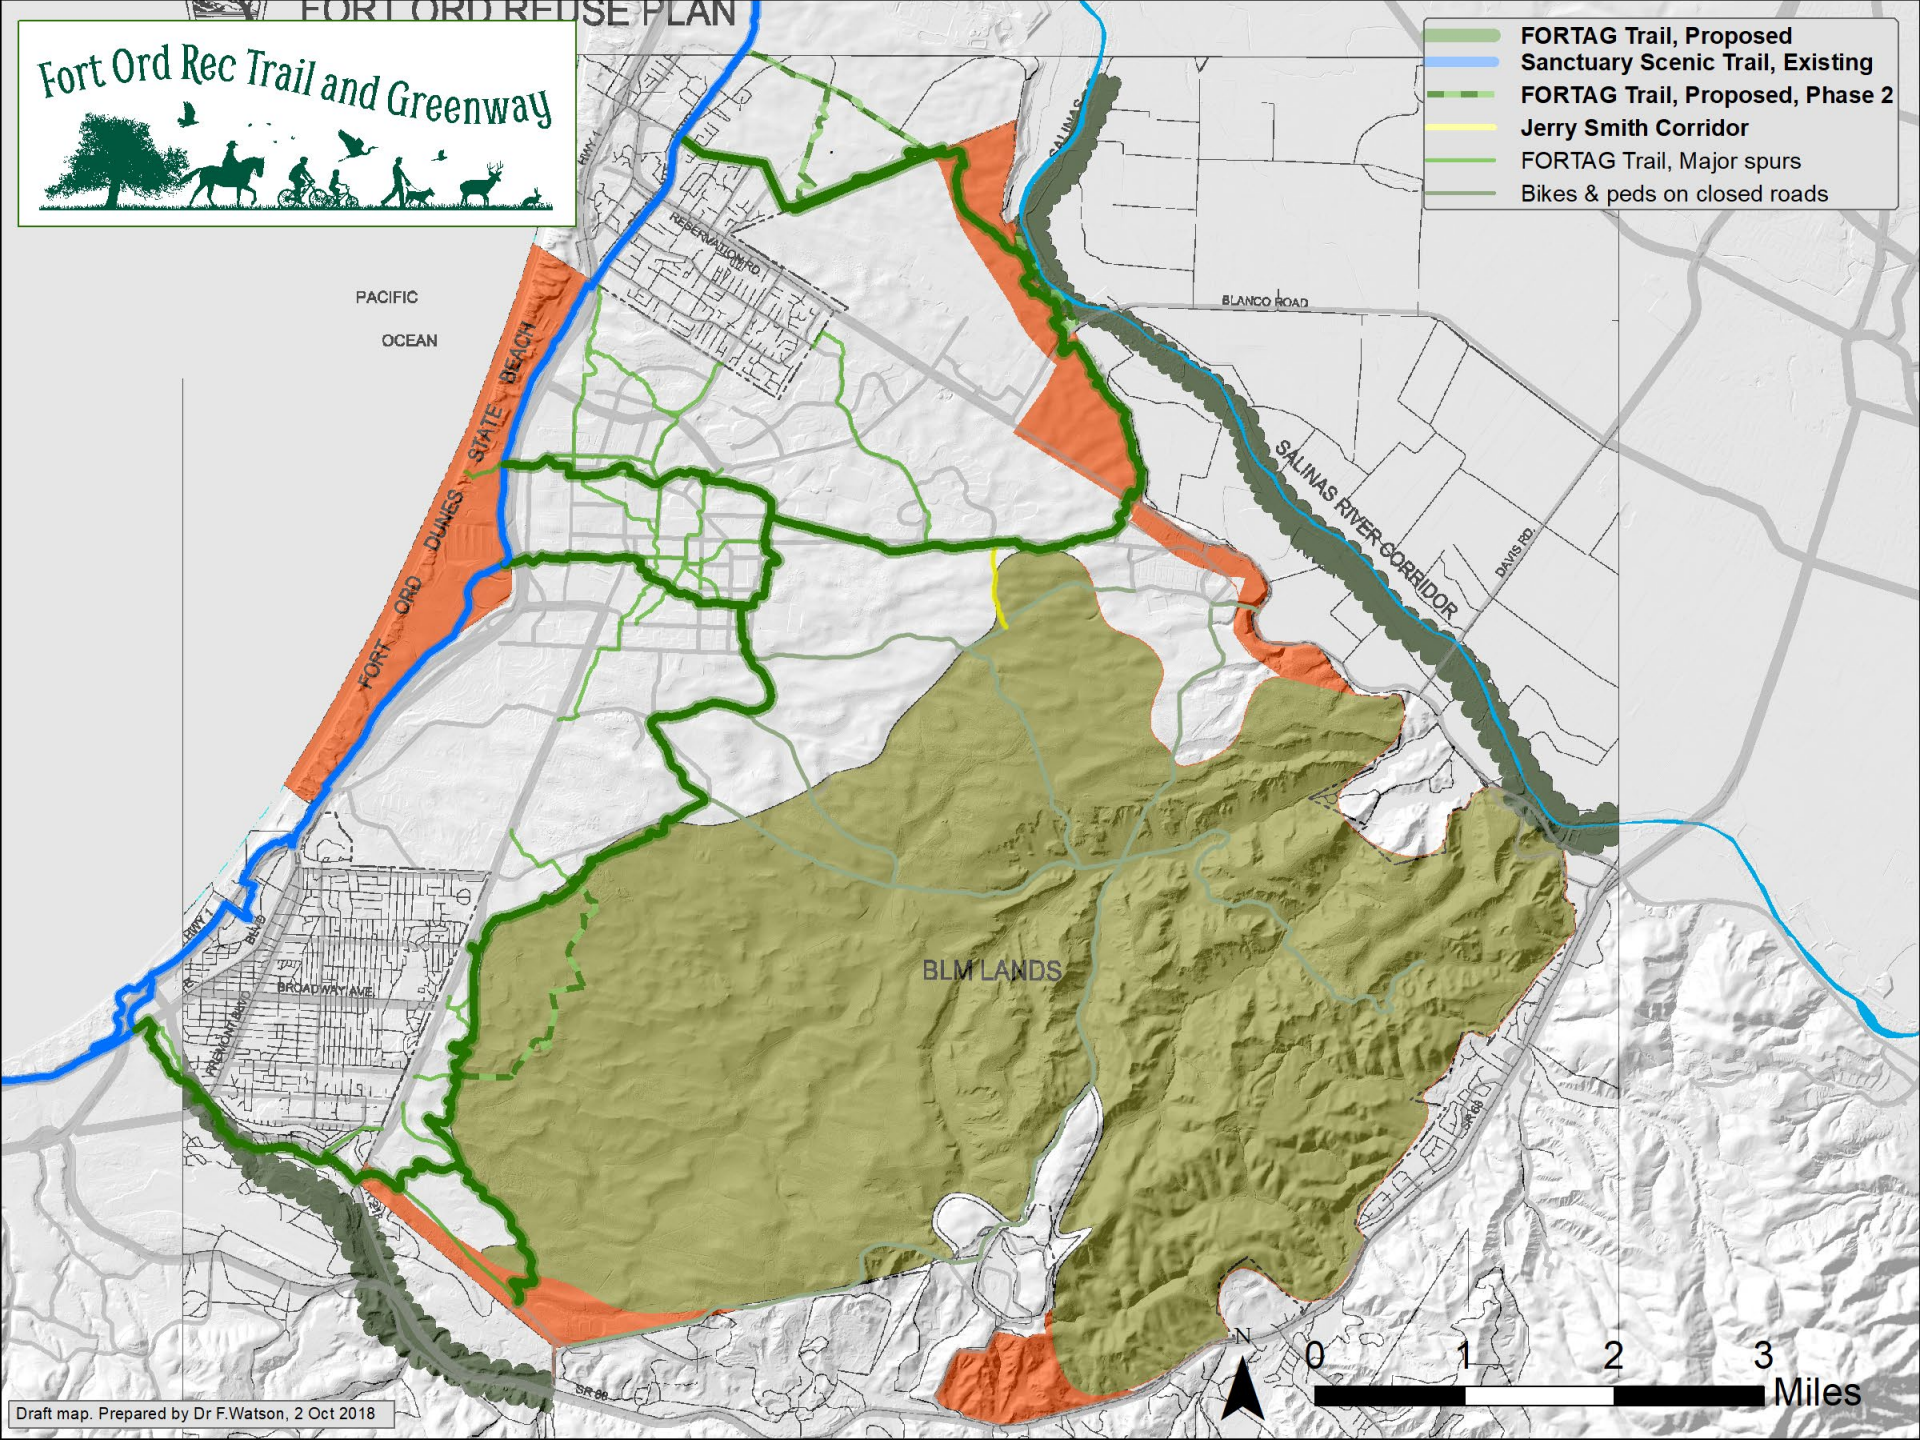 FORT ORD REUSE PLAN
Fort Ord Rec Trail and Greenway
FORTAG Trail, Proposed
Sanctuary Scenic Trail, Existing
FORTAG Trail, Proposed, Phase 2
Jerry Smith Corridor
FORTAG Trail, Major spurs
Bikes & peds on closed roads
HWY 1
SALINAS
RESERVATION RD.
PACIFIC
OCEAN
BLANCO ROAD
FORT ORD DUNES STATE BEACH
SALINAS RIVER CORRIDOR
DAVIS RD.
HWY 1
BLVD
BROADWAY AVE.
FREMONT BLVD
BLM LANDS
SR 68
SR 68
N
0 1 2 3
Miles
Draft map. Prepared by Dr F.Watson, 2 Oct 2018